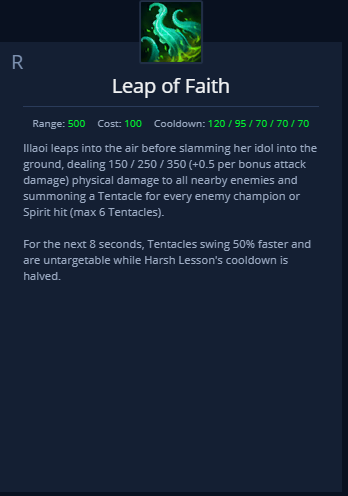 R
Leap of Faith
Range: 500 Cost: 100 Cooldown: 120 / 95 / 70 / 70 / 70
Illaoi leaps into the air before slamming her idol into the
ground, dealing 150 / 250 / 350 (+0.5 per bonus attack
damage) physical damage to all nearby enemies and
summoning a Tentacle for every enemy champion or
Spirit hit (max 6 Tentacles).
For the next 8 seconds, Tentacles swing 50% faster and
are untargetable while Harsh Lesson's cooldown is
halved.